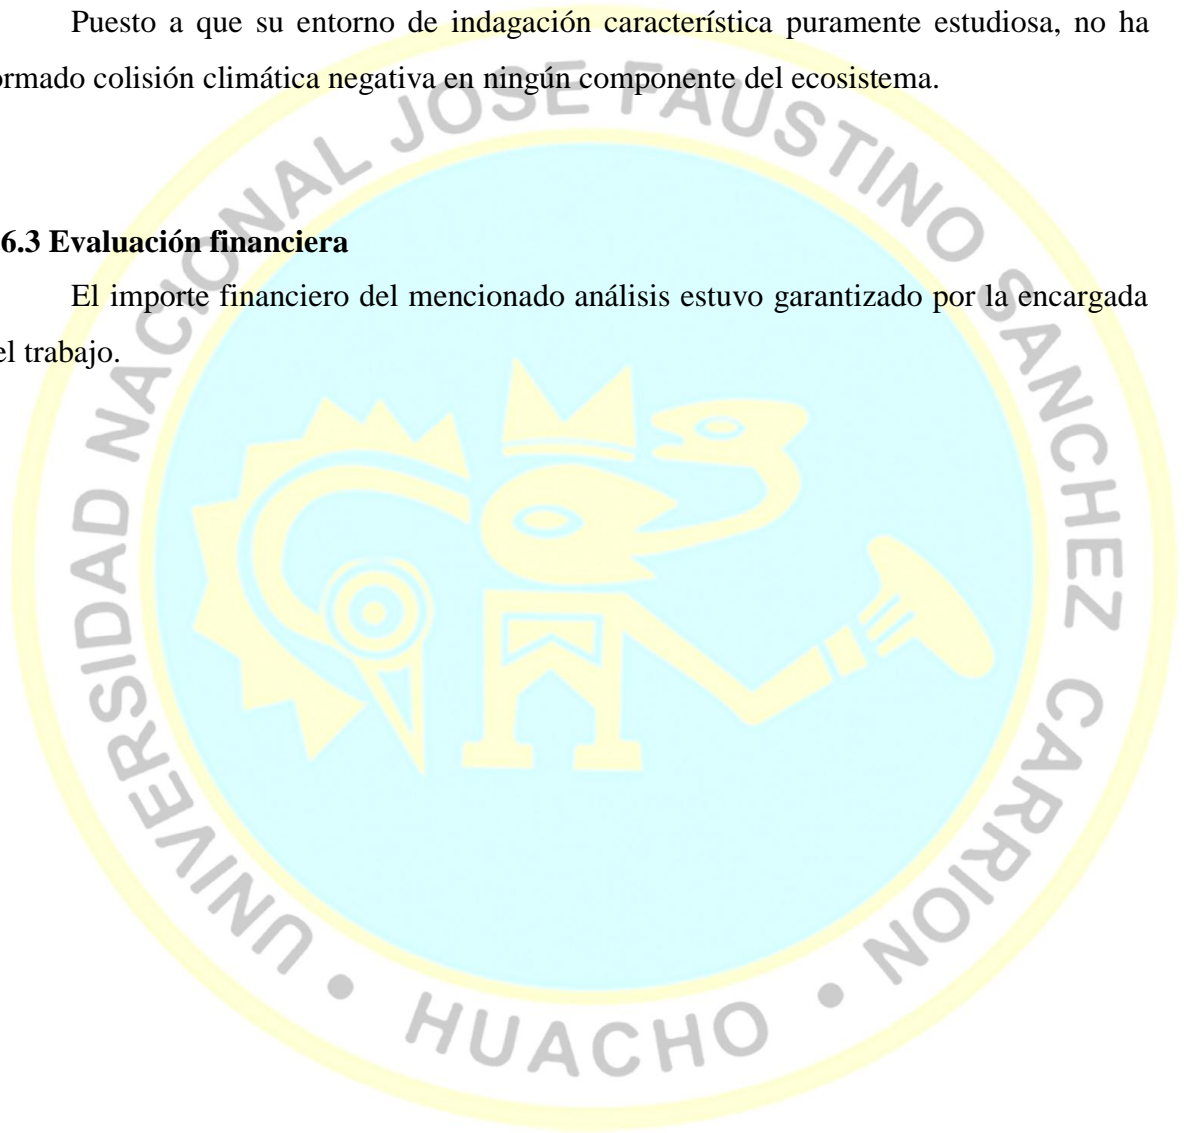 Puesto a que su entorno de indagación característica puramente estudiosa, no ha
ormado colisión climática negativa en ningún componente del ecosistema.
6.3 Evaluación financiera
El importe financiero del mencionado análisis estuvo garantizado por la encargada
el trabajo.
UNIVERSIDAD NACIONAL JOSE FAUSTINO SANCHEZ CARRION • HUACHO •